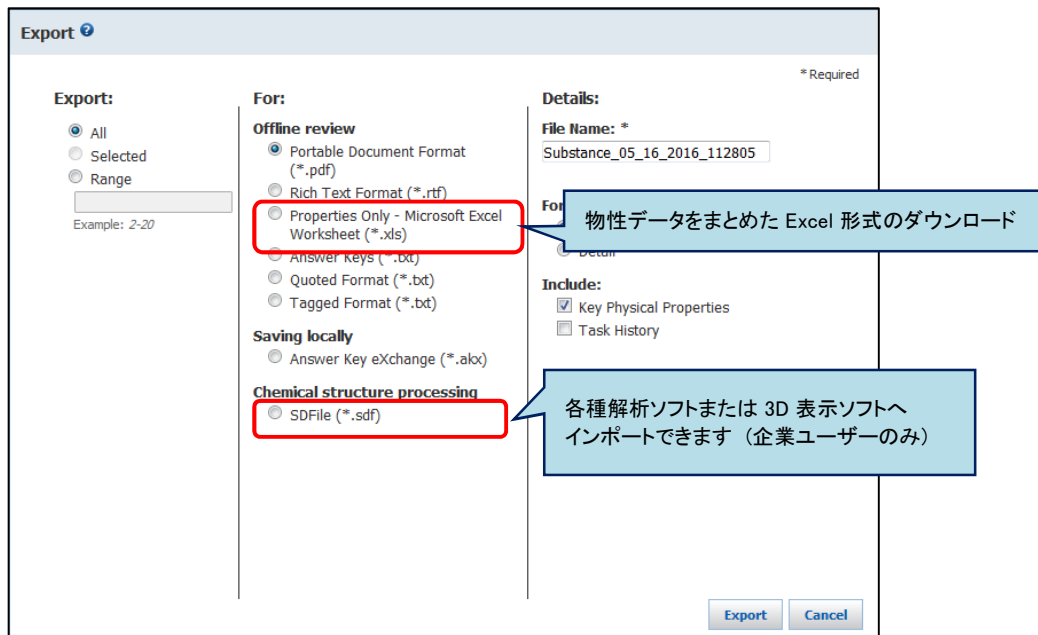 Export
* Required
Export:
All
Selected
Range
Example: 2-20
For:
Offline review
Portable Document Format
(*.pdf)
Rich Text Format (*.rtf)
Properties Only - Microsoft Excel
Worksheet (*.xls)
Answer Keys (*.txt)
Quoted Format (*.txt)
Tagged Format (*.txt)
Saving locally
Answer Key eXchange (*.akx)
Chemical structure processing
SDFile (*.sdf)
Details:
File Name: *
Substance_05_16_2016_112805
For
物性データをまとめた Excel 形式のダウンロード
Detail
Include:
Key Physical Properties
Task History
各種解析ソフトまたは 3D 表示ソフトへ
インポートできます（企業ユーザーのみ）
Export
Cancel